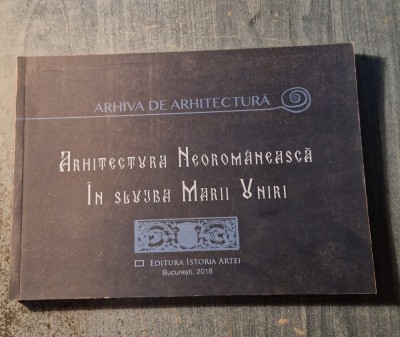 ARHIVA DE ARHITECTURĂ
ARHITECTURA NEOROMÂNEASCĂ
ÎN SLUJBA MARII UNIRI
EDITURA ISTORIA ARTEI
București, 2018